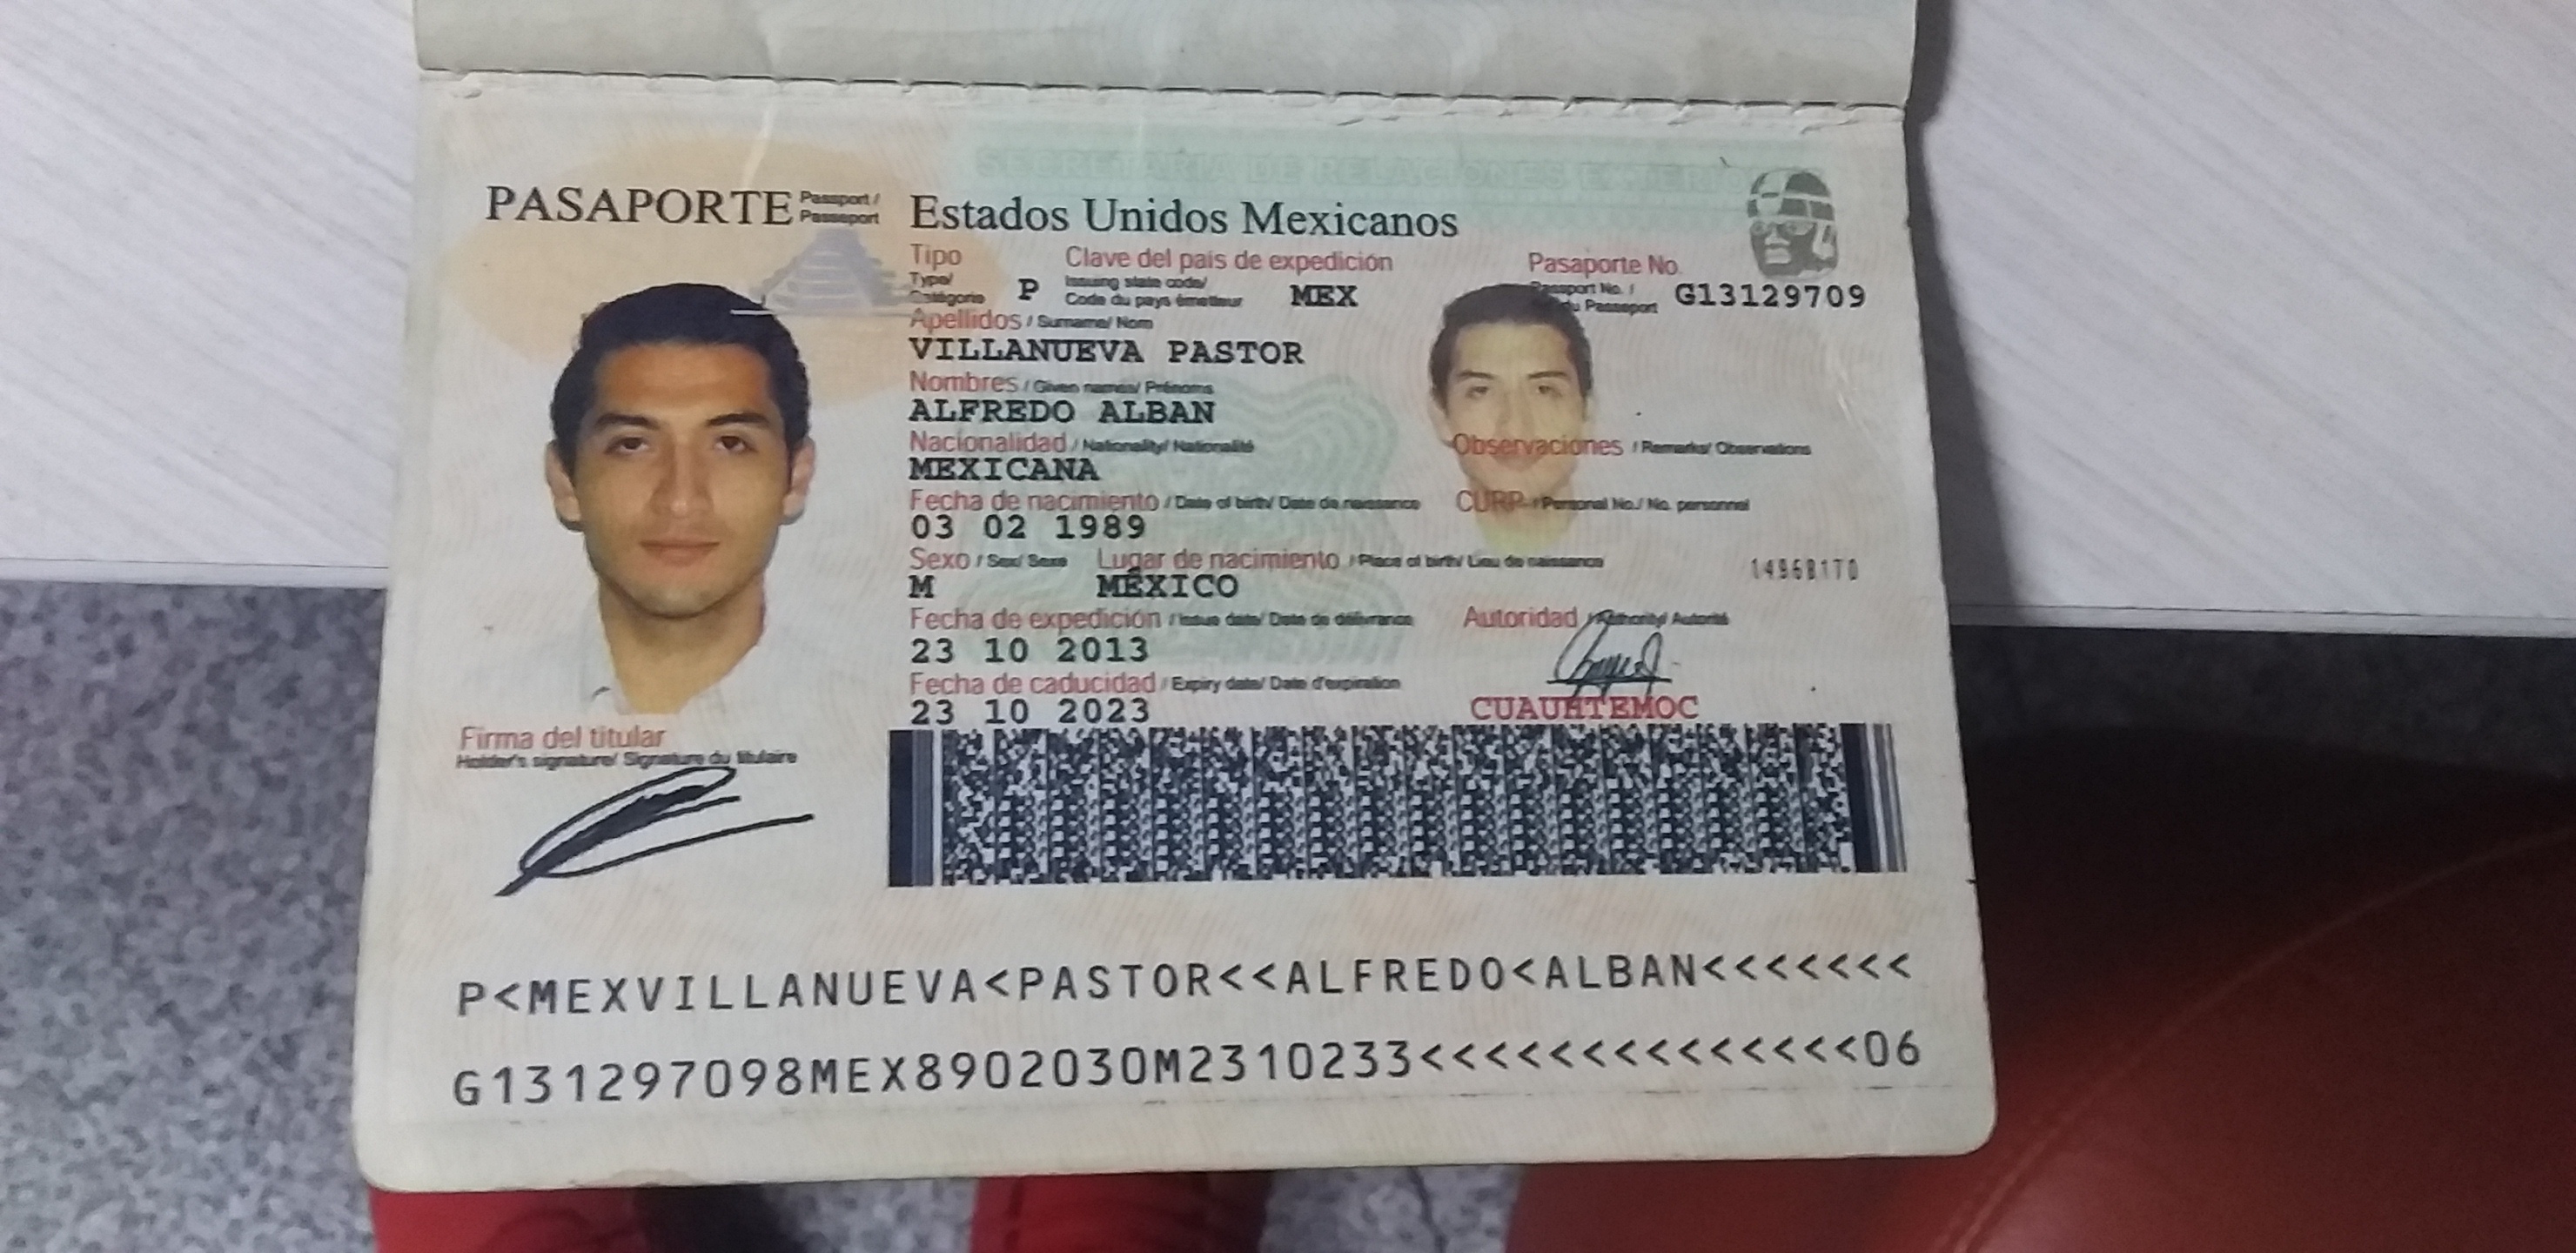 SECRETARÍA DE RELACIONES EXTERIO
PASAPORTE Passport / Passeport
Estados Unidos Mexicanos
Tipo Clave del país de expedición Pasaporte No.
Type/ Catégorie P Issuing state code/ Code du pays émetteur MEX Passport No. / du Passeport G13129709
Apellidos / Surname/ Nom
VILLANUEVA PASTOR
Nombres / Given names/ Prénoms
ALFREDO ALBAN
Nacionalidad / Nationality/ Nationalité Observaciones / Remarks/ Observations
MEXICANA
Fecha de nacimiento / Date of birth/ Date de naissance CURP / Personal No./ No. personnel
03 02 1989
Sexo / Sex/ Sexe Lugar de nacimiento / Place of birth/ Lieu de naissance
M MÉXICO
Fecha de expedición / Issue date/ Date de délivrance Autoridad / Authority/ Autorité
23 10 2013
Fecha de caducidad / Expiry date/ Date d'expiration
23 10 2023 CUAUHTEMOC
Firma del titular
Holder's signature/ Signature du titulaire
P<MEXVILLANUEVA<PASTOR<<ALFREDO<ALBAN<<<<<<<
G131297098MEX8902030M2310233<<<<<<<<<<<<<<06